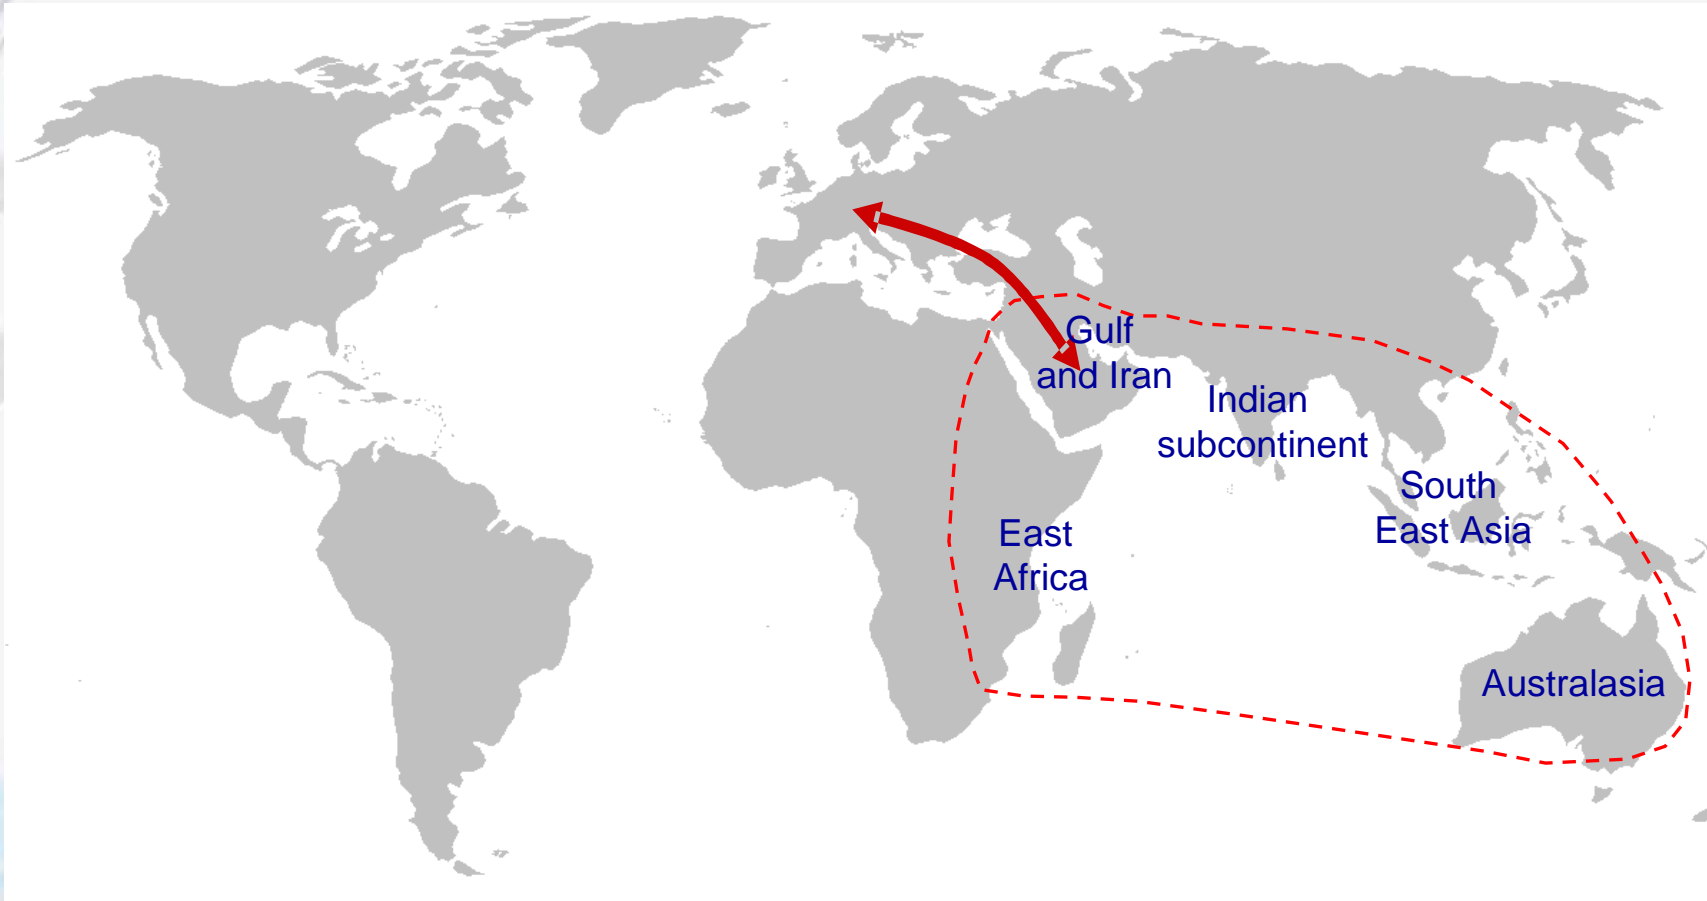 Gulf
and Iran
Indian
subcontinent
South
East Asia
East
Africa
Australasia